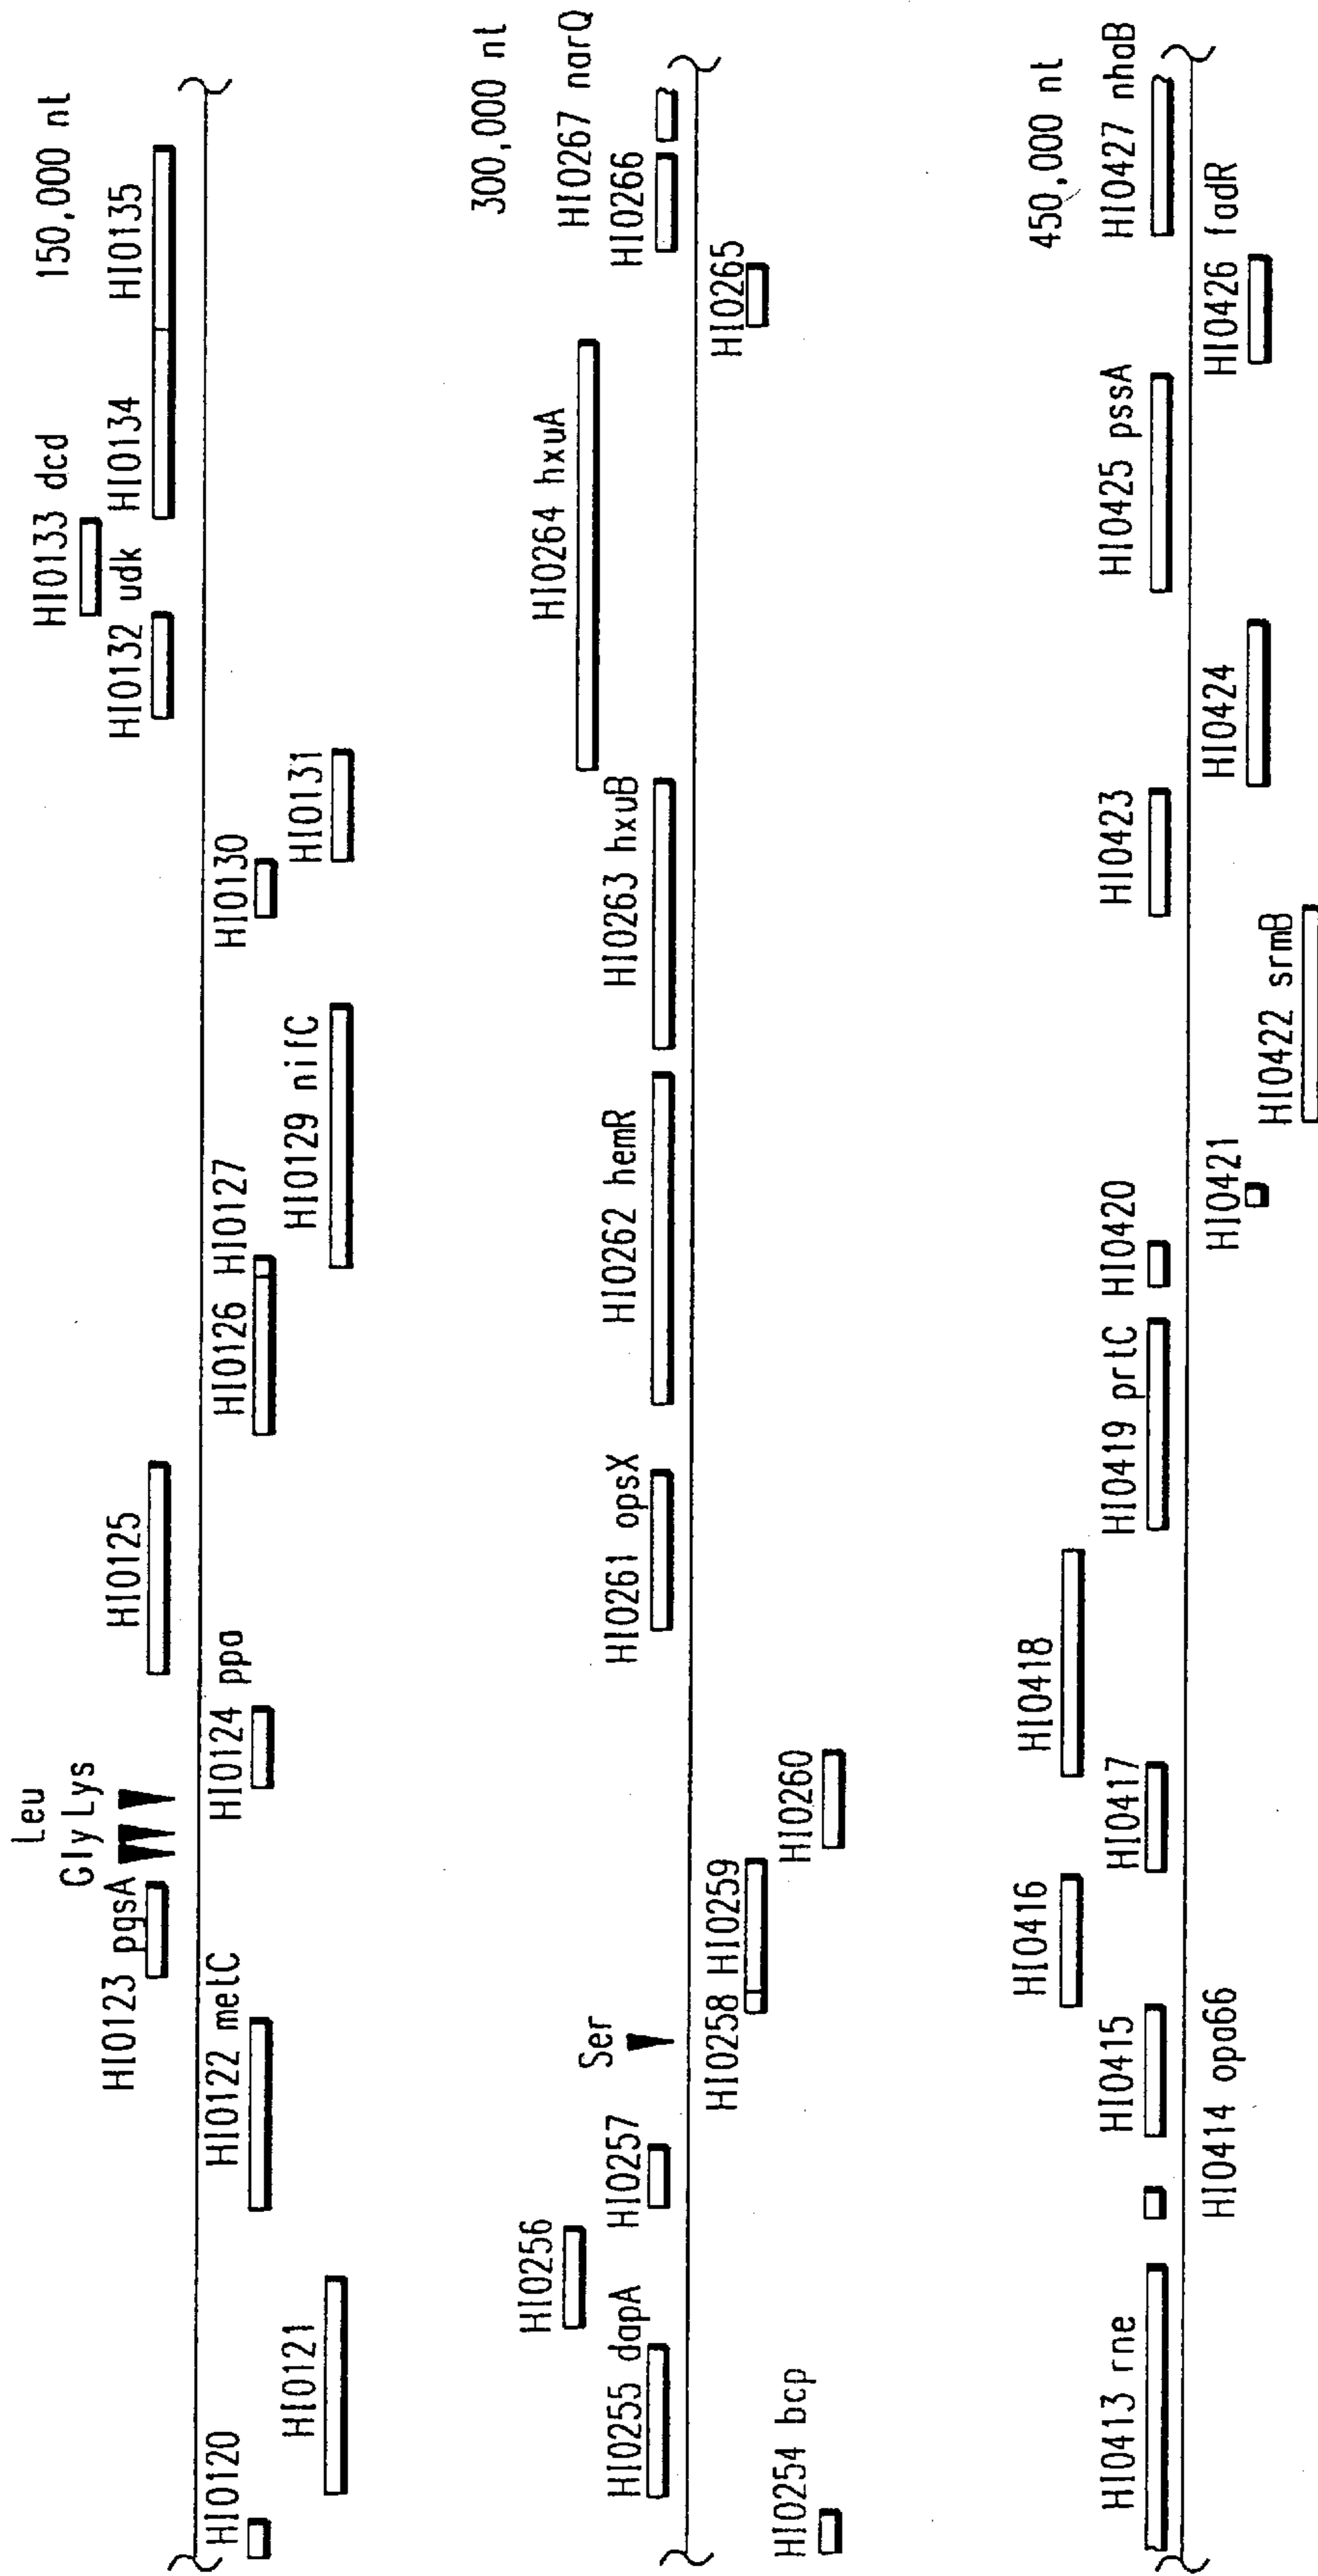 150,000 nt
HI0120
HI0121
HI0122 metC
HI0123 pgsA
Gly Lys
Leu
HI0124 ppa
HI0125
HI0126 HI0127
HI0129 nifC
HI0130
HI0131
HI0132 udk
HI0133 dcd
HI0134
HI0135
300,000 nt
HI0254 bcp
HI0255 dapA
HI0256
HI0257
Ser
HI0258 HI0259
HI0260
HI0261 opsX
HI0262 hemR
HI0263 hxuB
HI0264 hxuA
HI0265
HI0266
HI0267 narQ
450,000 nt
HI0413 rne
HI0414 opa66
HI0415
HI0416
HI0417
HI0418
HI0419 prlC
HI0420
HI0421
HI0422 srmB
HI0423
HI0424
HI0425 pssA
HI0426 fadR
HI0427 nhaB